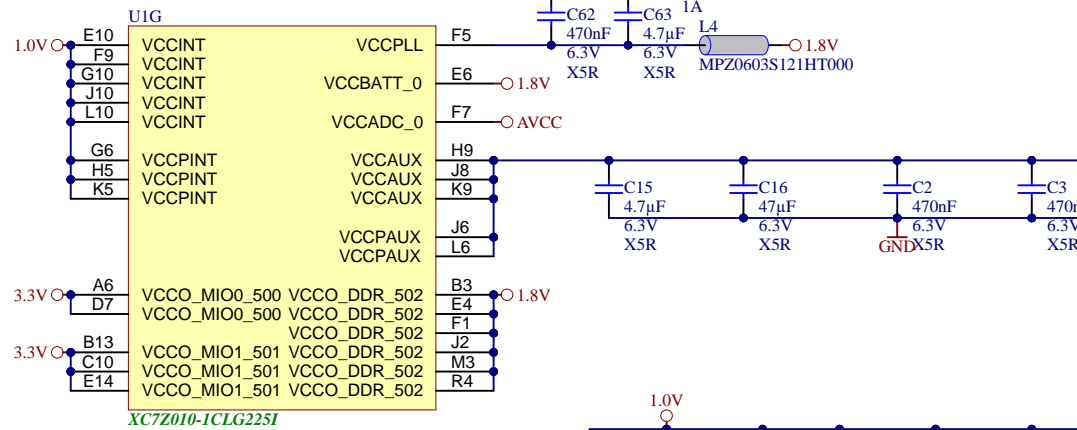 U1G
1.0V
E10 VCCINT
F9 VCCINT
G10 VCCINT
J10 VCCINT
L10 VCCINT
G6 VCCPINT
H5 VCCPINT
K5 VCCPINT
3.3V
A6 VCCO_MIO0_500
D7 VCCO_MIO0_500
3.3V
B13 VCCO_MIO1_501
C10 VCCO_MIO1_501
E14 VCCO_MIO1_501
VCCPLL F5
VCCBATT_0 E6 1.8V
VCCADC_0 F7 AVCC
VCCAUX H9
VCCAUX J8
VCCAUX K9
VCCPAUX J6
VCCPAUX L6
VCCO_DDR_502 B3 1.8V
VCCO_DDR_502 E4
VCCO_DDR_502 F1
VCCO_DDR_502 J2
VCCO_DDR_502 M3
VCCO_DDR_502 R4
XC7Z010-1CLG225I
C62
470nF
6.3V
X5R
C63
4.7µF
6.3V
X5R
1A
L4
1.8V
MPZ0603S121HT000
C15
4.7µF
6.3V
X5R
C16
47µF
6.3V
X5R
C2
470nF
6.3V
X5R
GND
C3
6.3V
X5R
1.0V